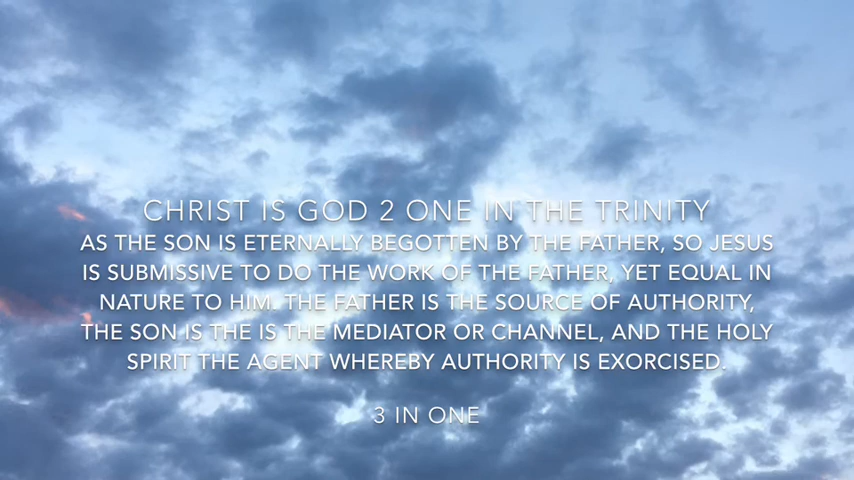 CHRIST IS GOD 2 ONE IN THE TRINITY
AS THE SON IS ETERNALLY BEGOTTEN BY THE FATHER, SO JESUS
IS SUBMISSIVE TO DO THE WORK OF THE FATHER, YET EQUAL IN
NATURE TO HIM. THE FATHER IS THE SOURCE OF AUTHORITY,
THE SON IS THE IS THE MEDIATOR OR CHANNEL, AND THE HOLY
SPIRIT THE AGENT WHEREBY AUTHORITY IS EXORCISED.
3 IN ONE